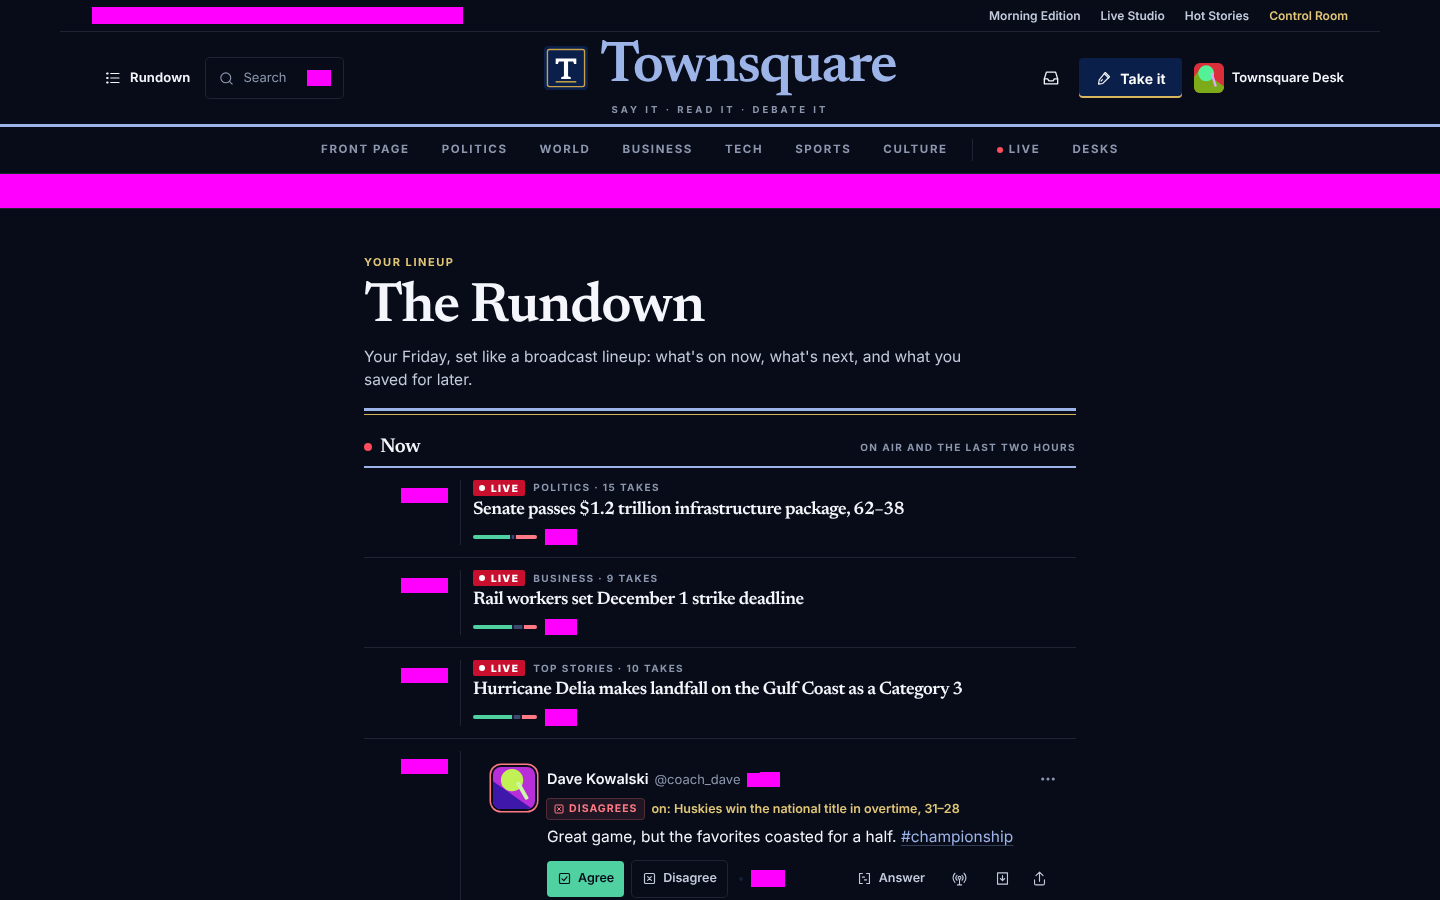 Morning Edition Live Studio Hot Stories Control Room
Rundown Search T Townsquare Take it Townsquare Desk
SAY IT · READ IT · DEBATE IT
FRONT PAGE POLITICS WORLD BUSINESS TECH SPORTS CULTURE LIVE DESKS
YOUR LINEUP
The Rundown
Your Friday, set like a broadcast lineup: what's on now, what's next, and what you
saved for later.
Now ON AIR AND THE LAST TWO HOURS
LIVE POLITICS · 15 TAKES
Senate passes $1.2 trillion infrastructure package, 62–38
LIVE BUSINESS · 9 TAKES
Rail workers set December 1 strike deadline
LIVE TOP STORIES · 10 TAKES
Hurricane Delia makes landfall on the Gulf Coast as a Category 3
Dave Kowalski @coach_dave
DISAGREES on: Huskies win the national title in overtime, 31–28
Great game, but the favorites coasted for a half. #championship
Agree Disagree Answer